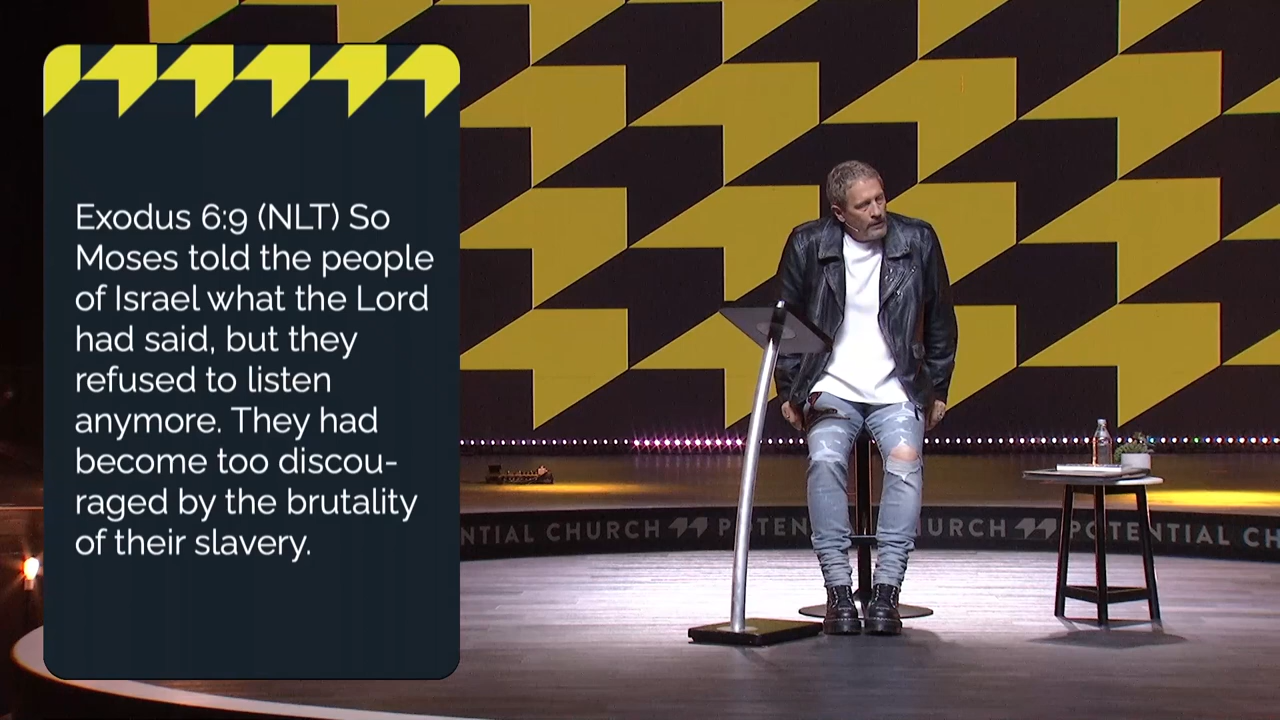 Exodus 6:9 (NLT) So
Moses told the people
of Israel what the Lord
had said, but they
refused to listen
anymore. They had
become too discou-
raged by the brutality
of their slavery.
NTIAL CHURCH POTEN URCH POTENTIAL CH